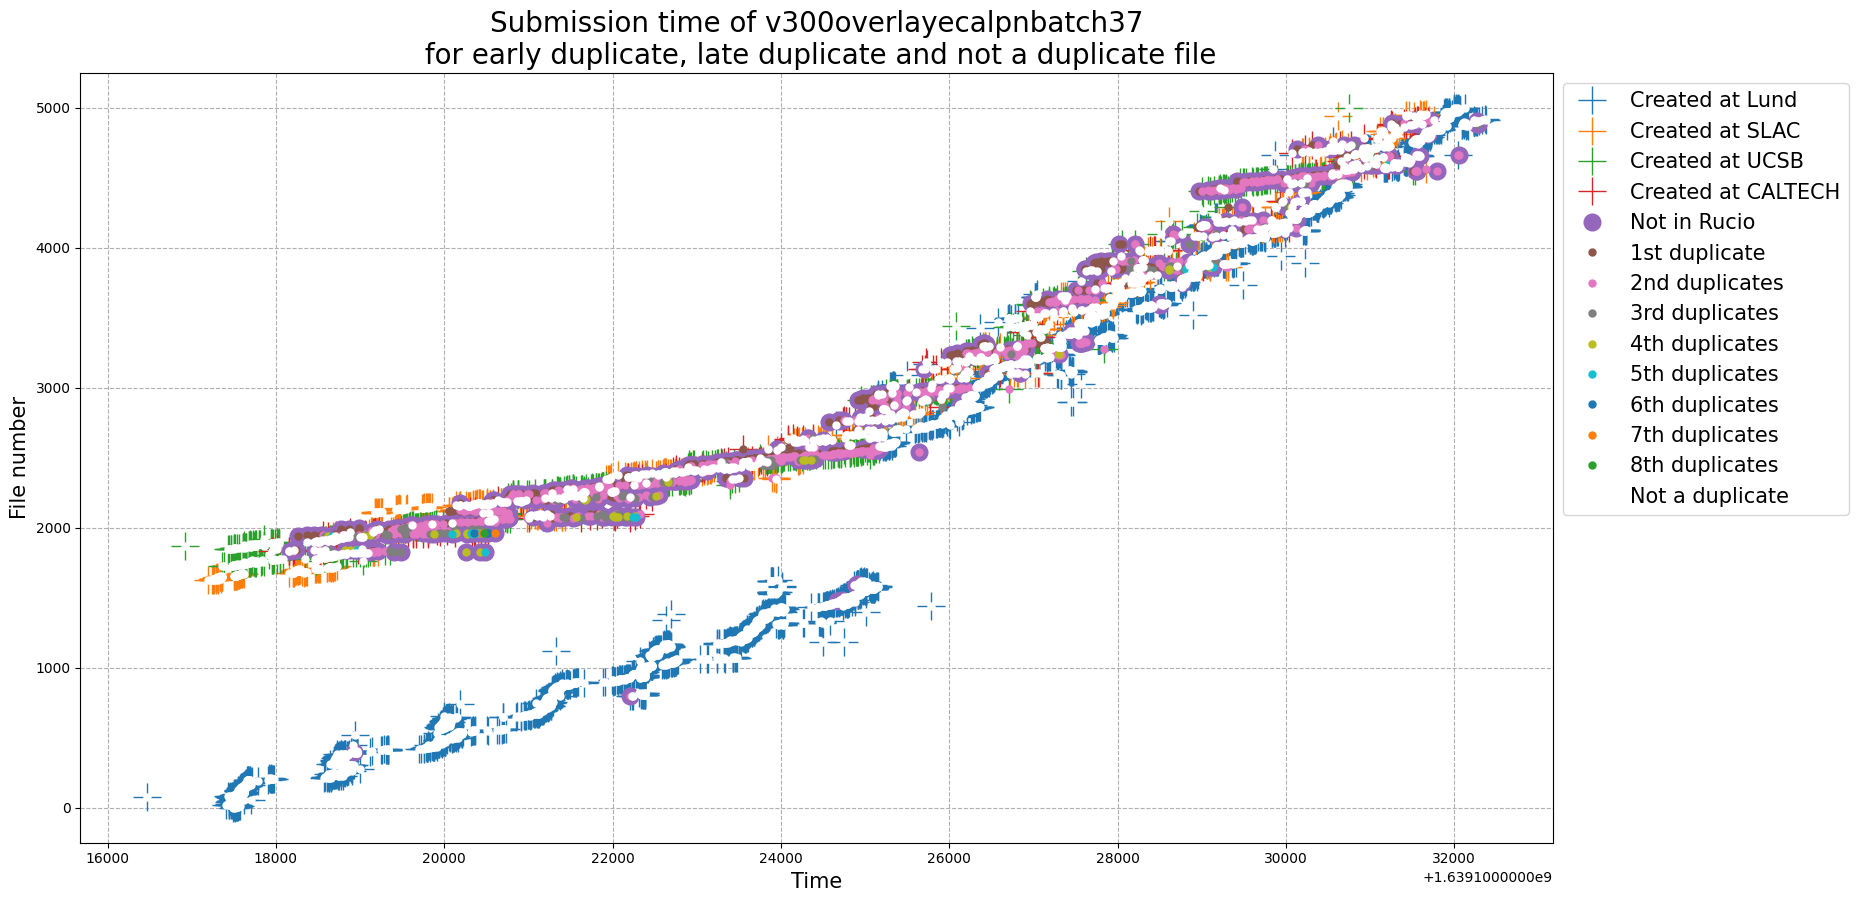 Submission time of v300overlayecalpnbatch37
for early duplicate, late duplicate and not a duplicate file
File number
5000
4000
3000
2000
1000
0
16000
18000
20000
22000
24000
26000
28000
30000
32000
+1.6391000000e9
Time
Created at Lund
Created at SLAC
Created at UCSB
Created at CALTECH
Not in Rucio
1st duplicate
2nd duplicates
3rd duplicates
4th duplicates
5th duplicates
6th duplicates
7th duplicates
8th duplicates
Not a duplicate